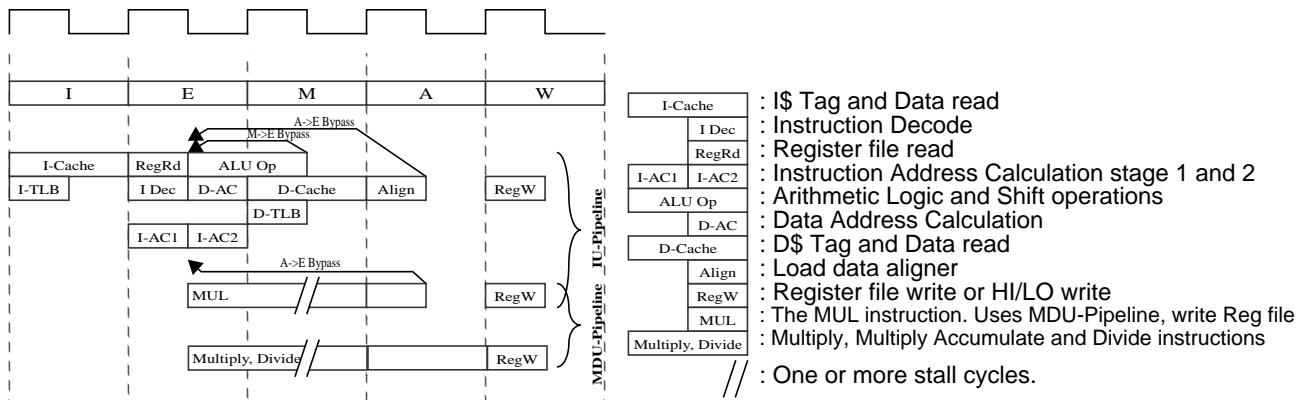 I E M A W
A->E Bypass
M->E Bypass
I-Cache RegRd ALU Op
I-TLB I Dec D-AC D-Cache Align RegW
D-TLB
I-AC1 I-AC2
A->E Bypass
MUL RegW
Multiply, Divide RegW
IU-Pipeline
MDU-Pipeline
I-Cache : I$ Tag and Data read
I Dec : Instruction Decode
RegRd : Register file read
I-AC1 I-AC2 : Instruction Address Calculation stage 1 and 2
ALU Op : Arithmetic Logic and Shift operations
D-AC : Data Address Calculation
D-Cache : D$ Tag and Data read
Align : Load data aligner
RegW : Register file write or HI/LO write
MUL : The MUL instruction. Uses MDU-Pipeline, write Reg file
Multiply, Divide : Multiply, Multiply Accumulate and Divide instructions
// : One or more stall cycles.